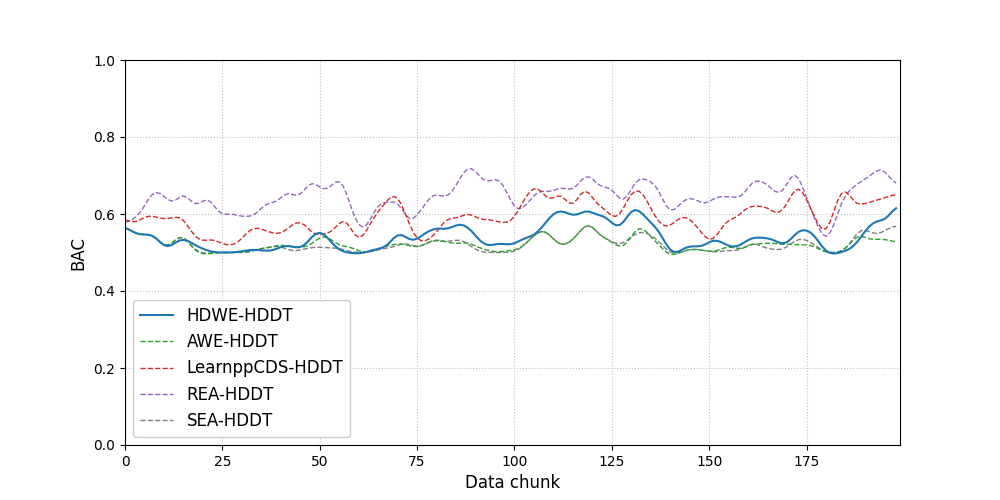 1.0
0.8
0.6
0.4
0.2
0.0
BAC
HDWE-HDDT
AWE-HDDT
LearnppCDS-HDDT
REA-HDDT
SEA-HDDT
0 25 50 75 100 125 150 175
Data chunk